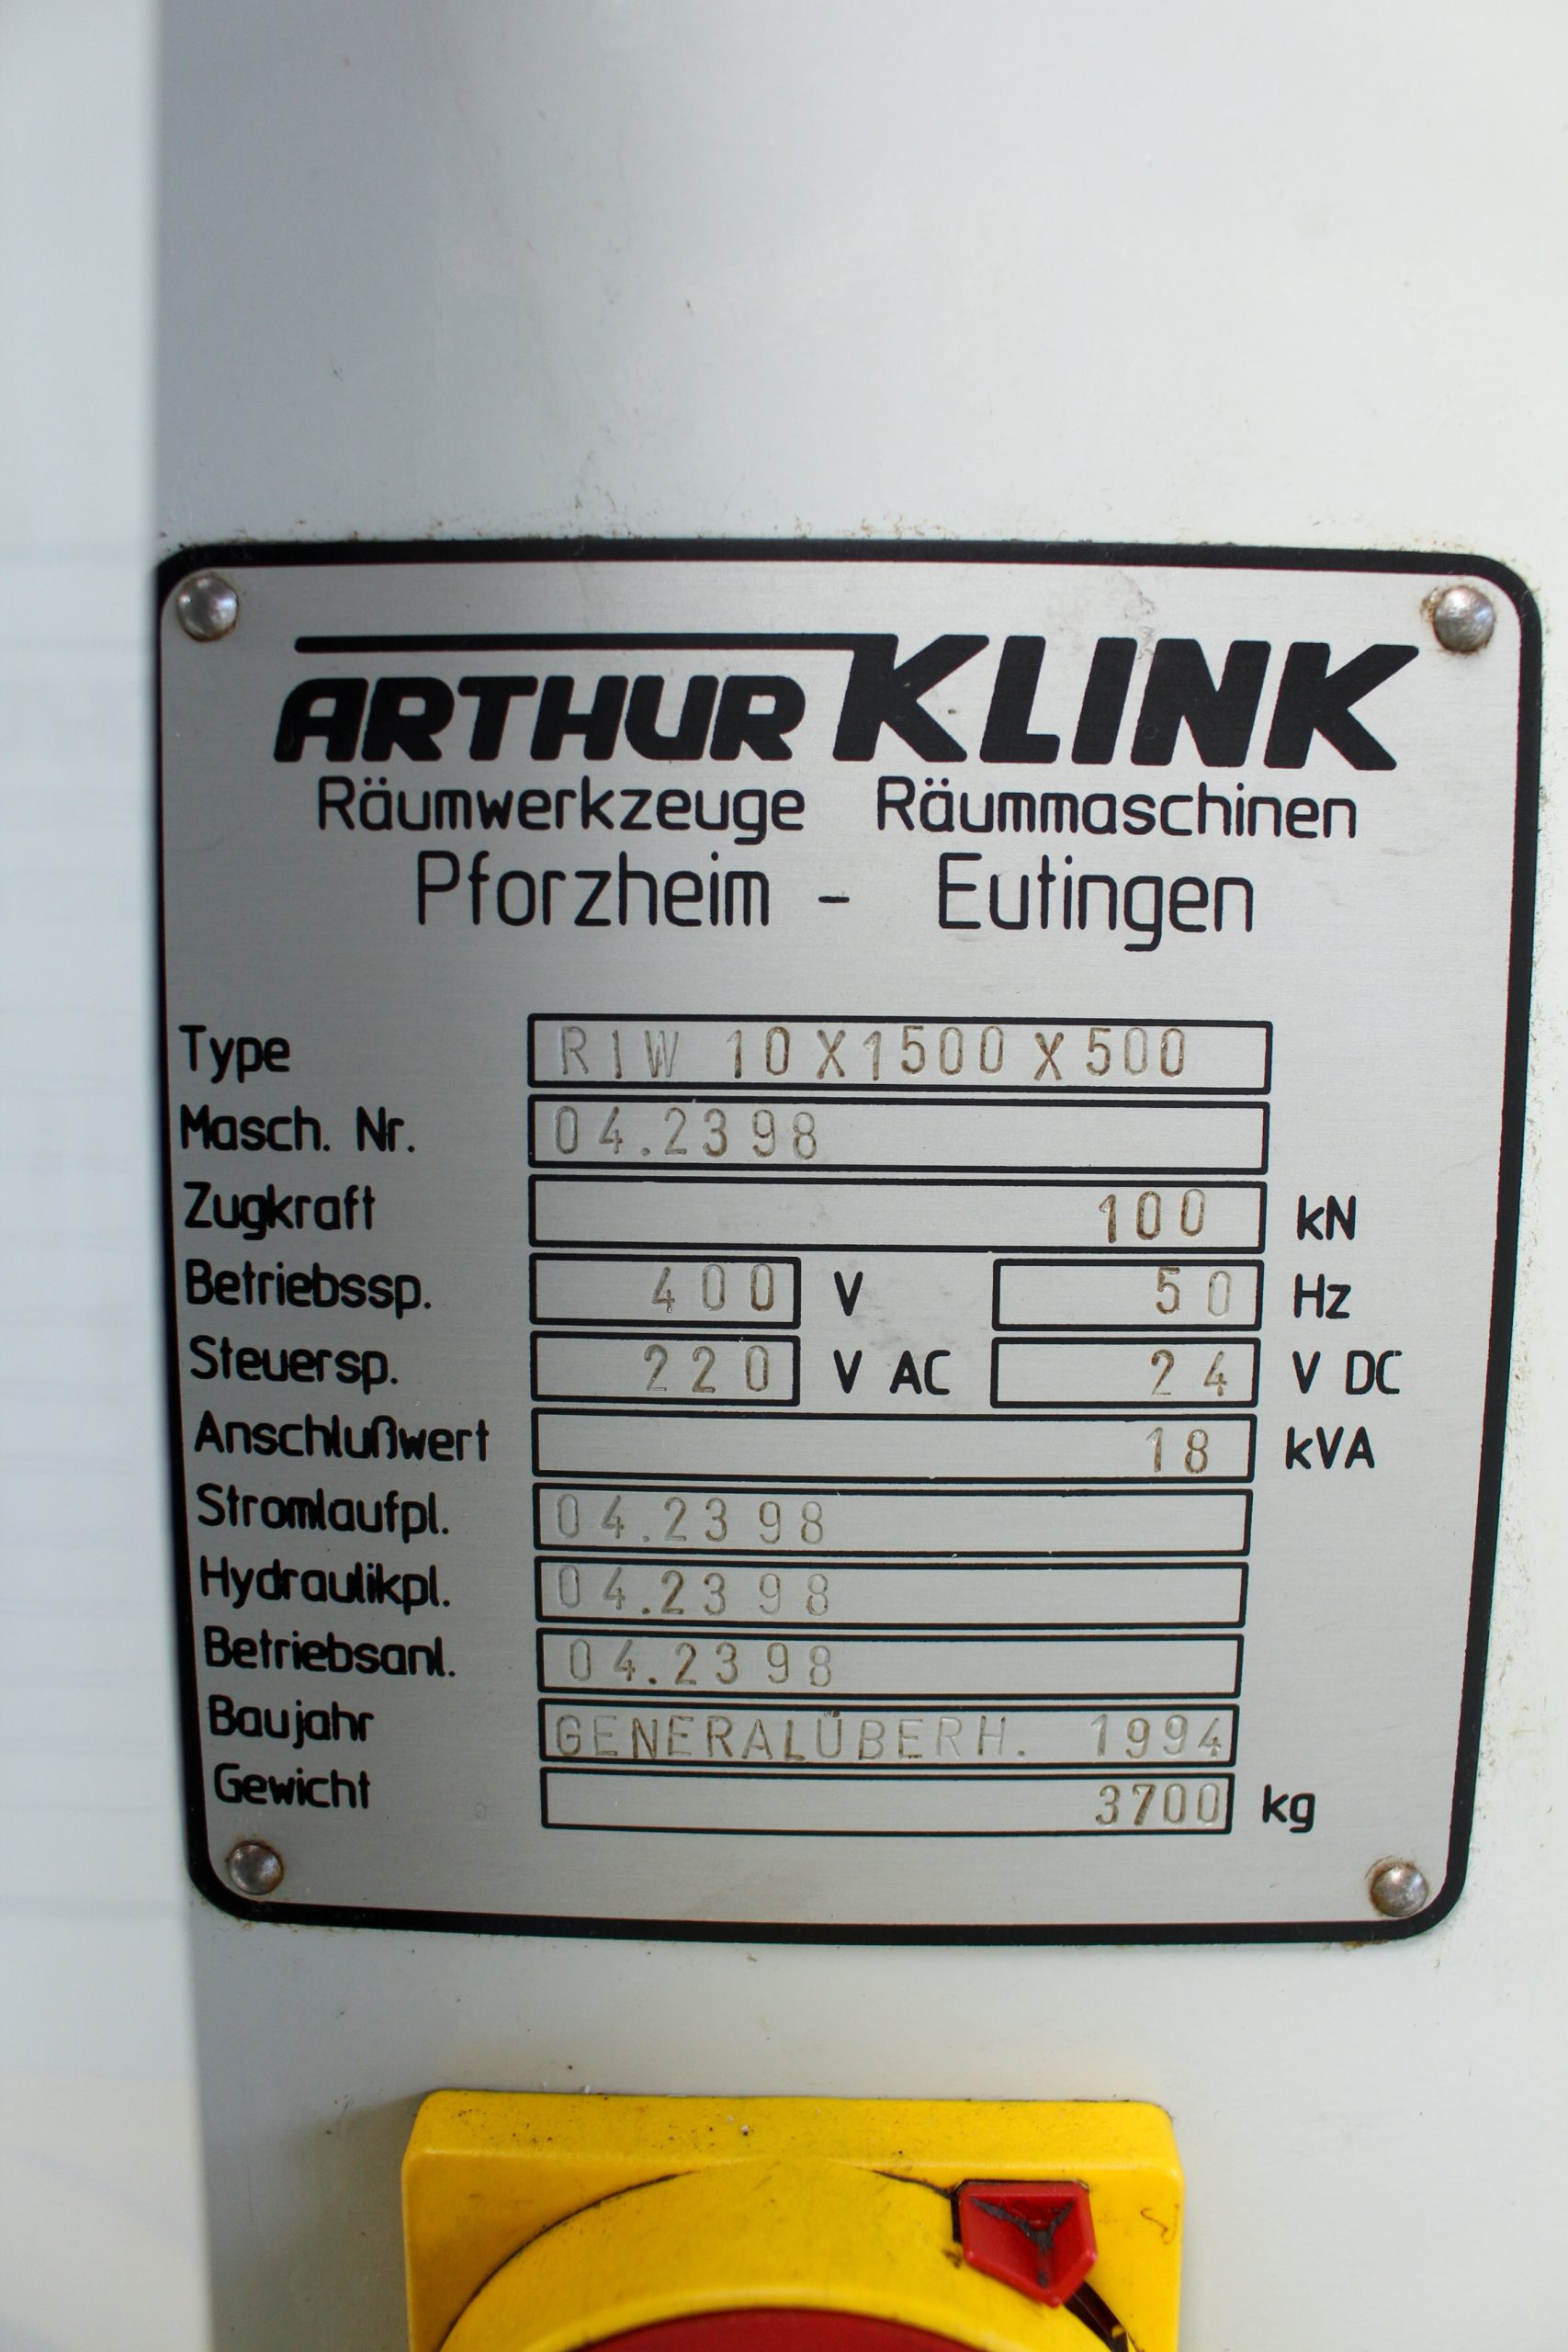 ARTHUR KLINK
Räumwerkzeuge Räummaschinen
Pforzheim - Eutingen
Type R1W 10X1500X500
Masch. Nr. 04.2398
Zugkraft 100 kN
Betriebssp. 400 V 50 Hz
Steuersp. 220 V AC 24 V DC
Anschlußwert 18 kVA
Stromlaufpl. 04.2398
Hydraulikpl. 04.2398
Betriebsanl. 04.2398
Baujahr GENERALÜBERH. 1994
Gewicht 3700 kg